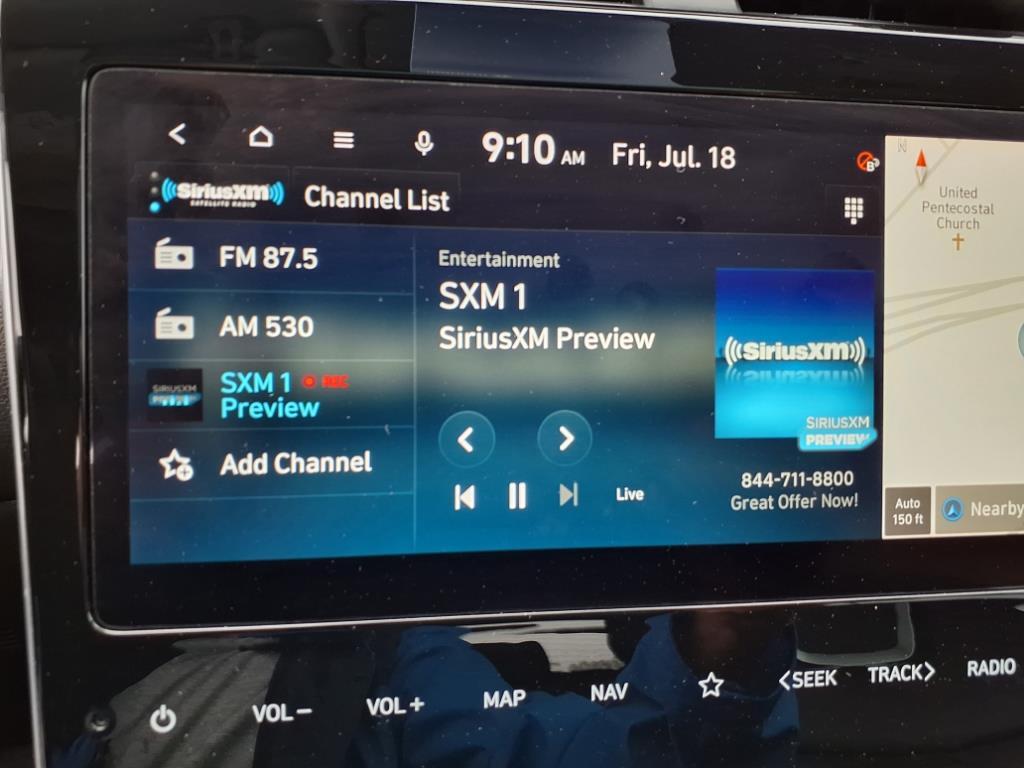 9:10 AM Fri, Jul. 18
B
SiriusXM
SATELLITE RADIO
Channel List
FM 87.5
AM 530
SIRIUSXM
SXM 1 REC
Preview
Add Channel
Entertainment
SXM 1
SiriusXM Preview
Live
SiriusXM
SIRIUSXM
PREVIEW
844-711-8800
Great Offer Now!
N
United
Pentecostal
Church
Auto
150 ft
Nearby
VOL−
VOL+
MAP
NAV
<SEEK
TRACK>
RADIO